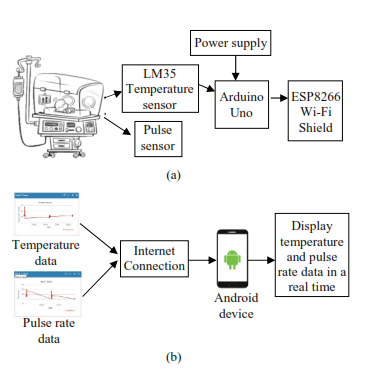 Power supply
LM35
Temperature
sensor
Arduino
Uno
ESP8266
Wi-Fi
Shield
Pulse
sensor
(a)
Temperature
data
Pulse rate
data
Internet
Connection
Android
device
Display
temperature
and pulse
rate data in a
real time
(b)